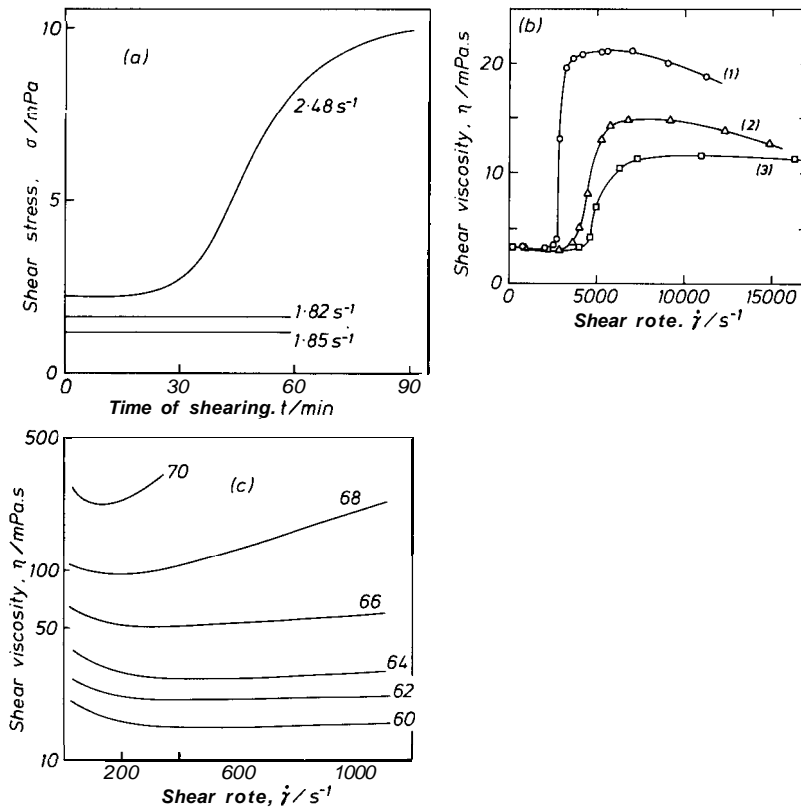 (a)
10
5
0
Shear stress, σ/mPa
2·48 s⁻¹
1·82 s⁻¹
1·85 s⁻¹
0 30 60 90
Time of shearing. t/min
(b)
20
10
0
Shear viscosity, η/mPa.s
(1)
(2)
(3)
0 5000 10000 15000
Shear rote. γ̇/s⁻¹
(c)
500
100
50
10
Shear viscosity, η/mPa.s
70
68
66
64
62
60
200 600 1000
Shear rote, γ̇/s⁻¹